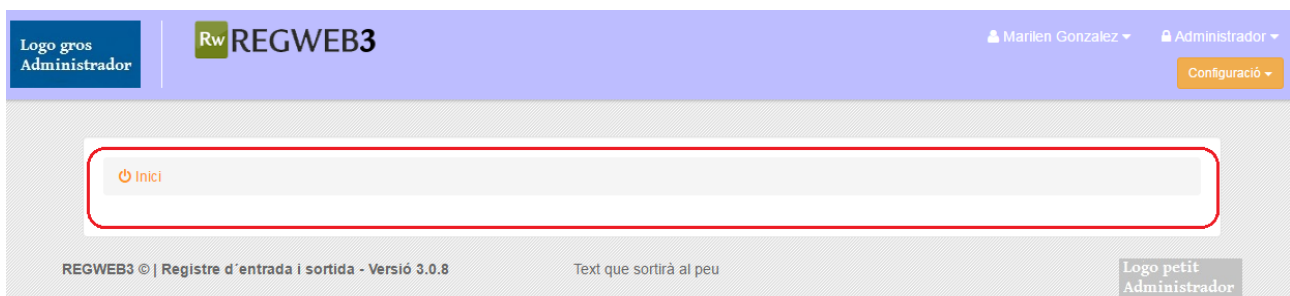 Logo gros
Administrador
Rw REGWEB3
Marilen Gonzalez
Administrador
Configuració
Inici
REGWEB3 © | Registre d´entrada i sortida - Versió 3.0.8
Text que sortirà al peu
Logo petit
Administrador